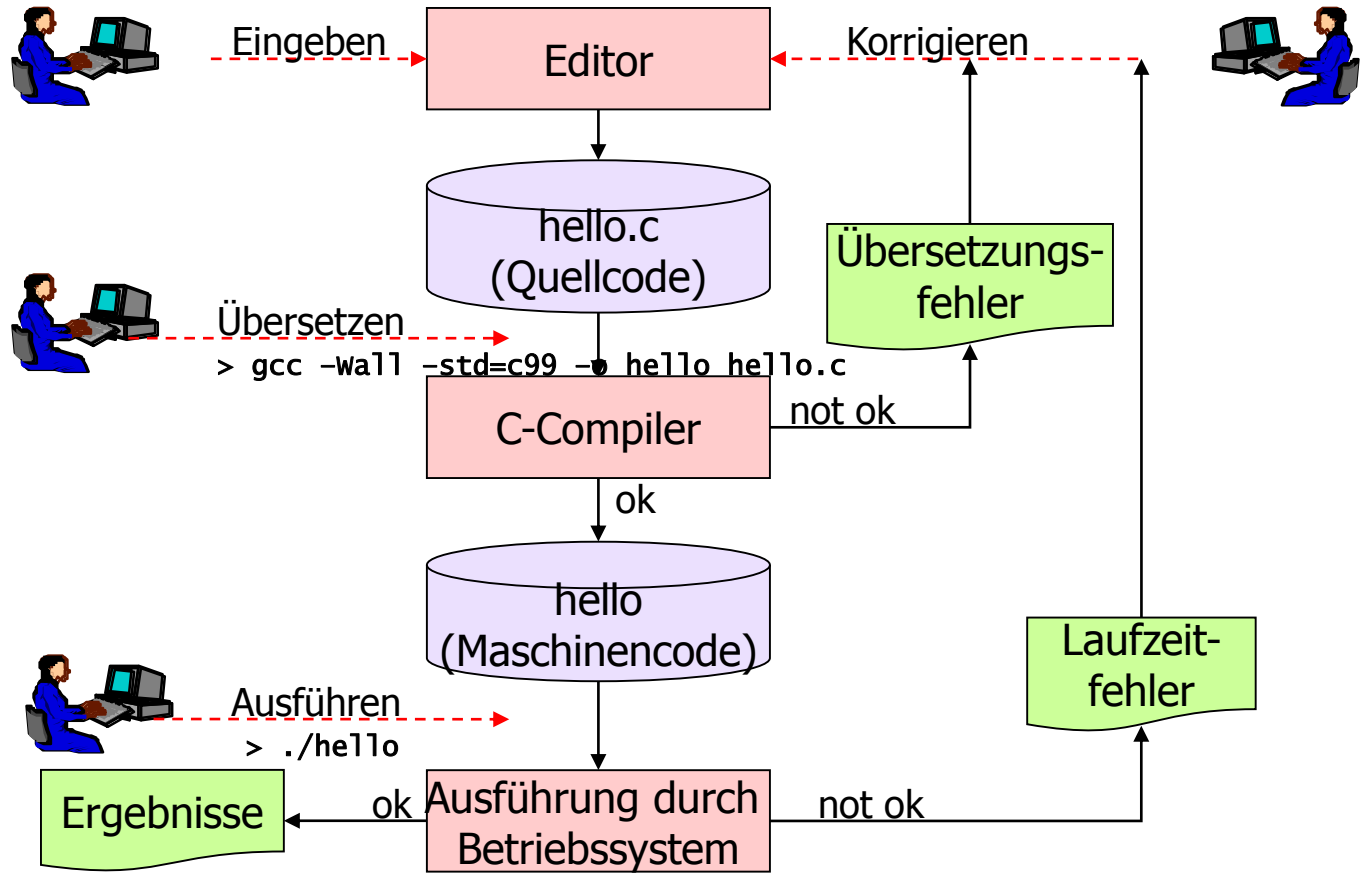 Eingeben
Editor
Korrigieren
hello.c
(Quellcode)
Übersetzungs-
fehler
Übersetzen
> gcc -Wall -std=c99 -o hello hello.c
C-Compiler
not ok
ok
hello
(Maschinencode)
Laufzeit-
fehler
Ausführen
> ./hello
Ergebnisse
ok
Ausführung durch
Betriebssystem
not ok